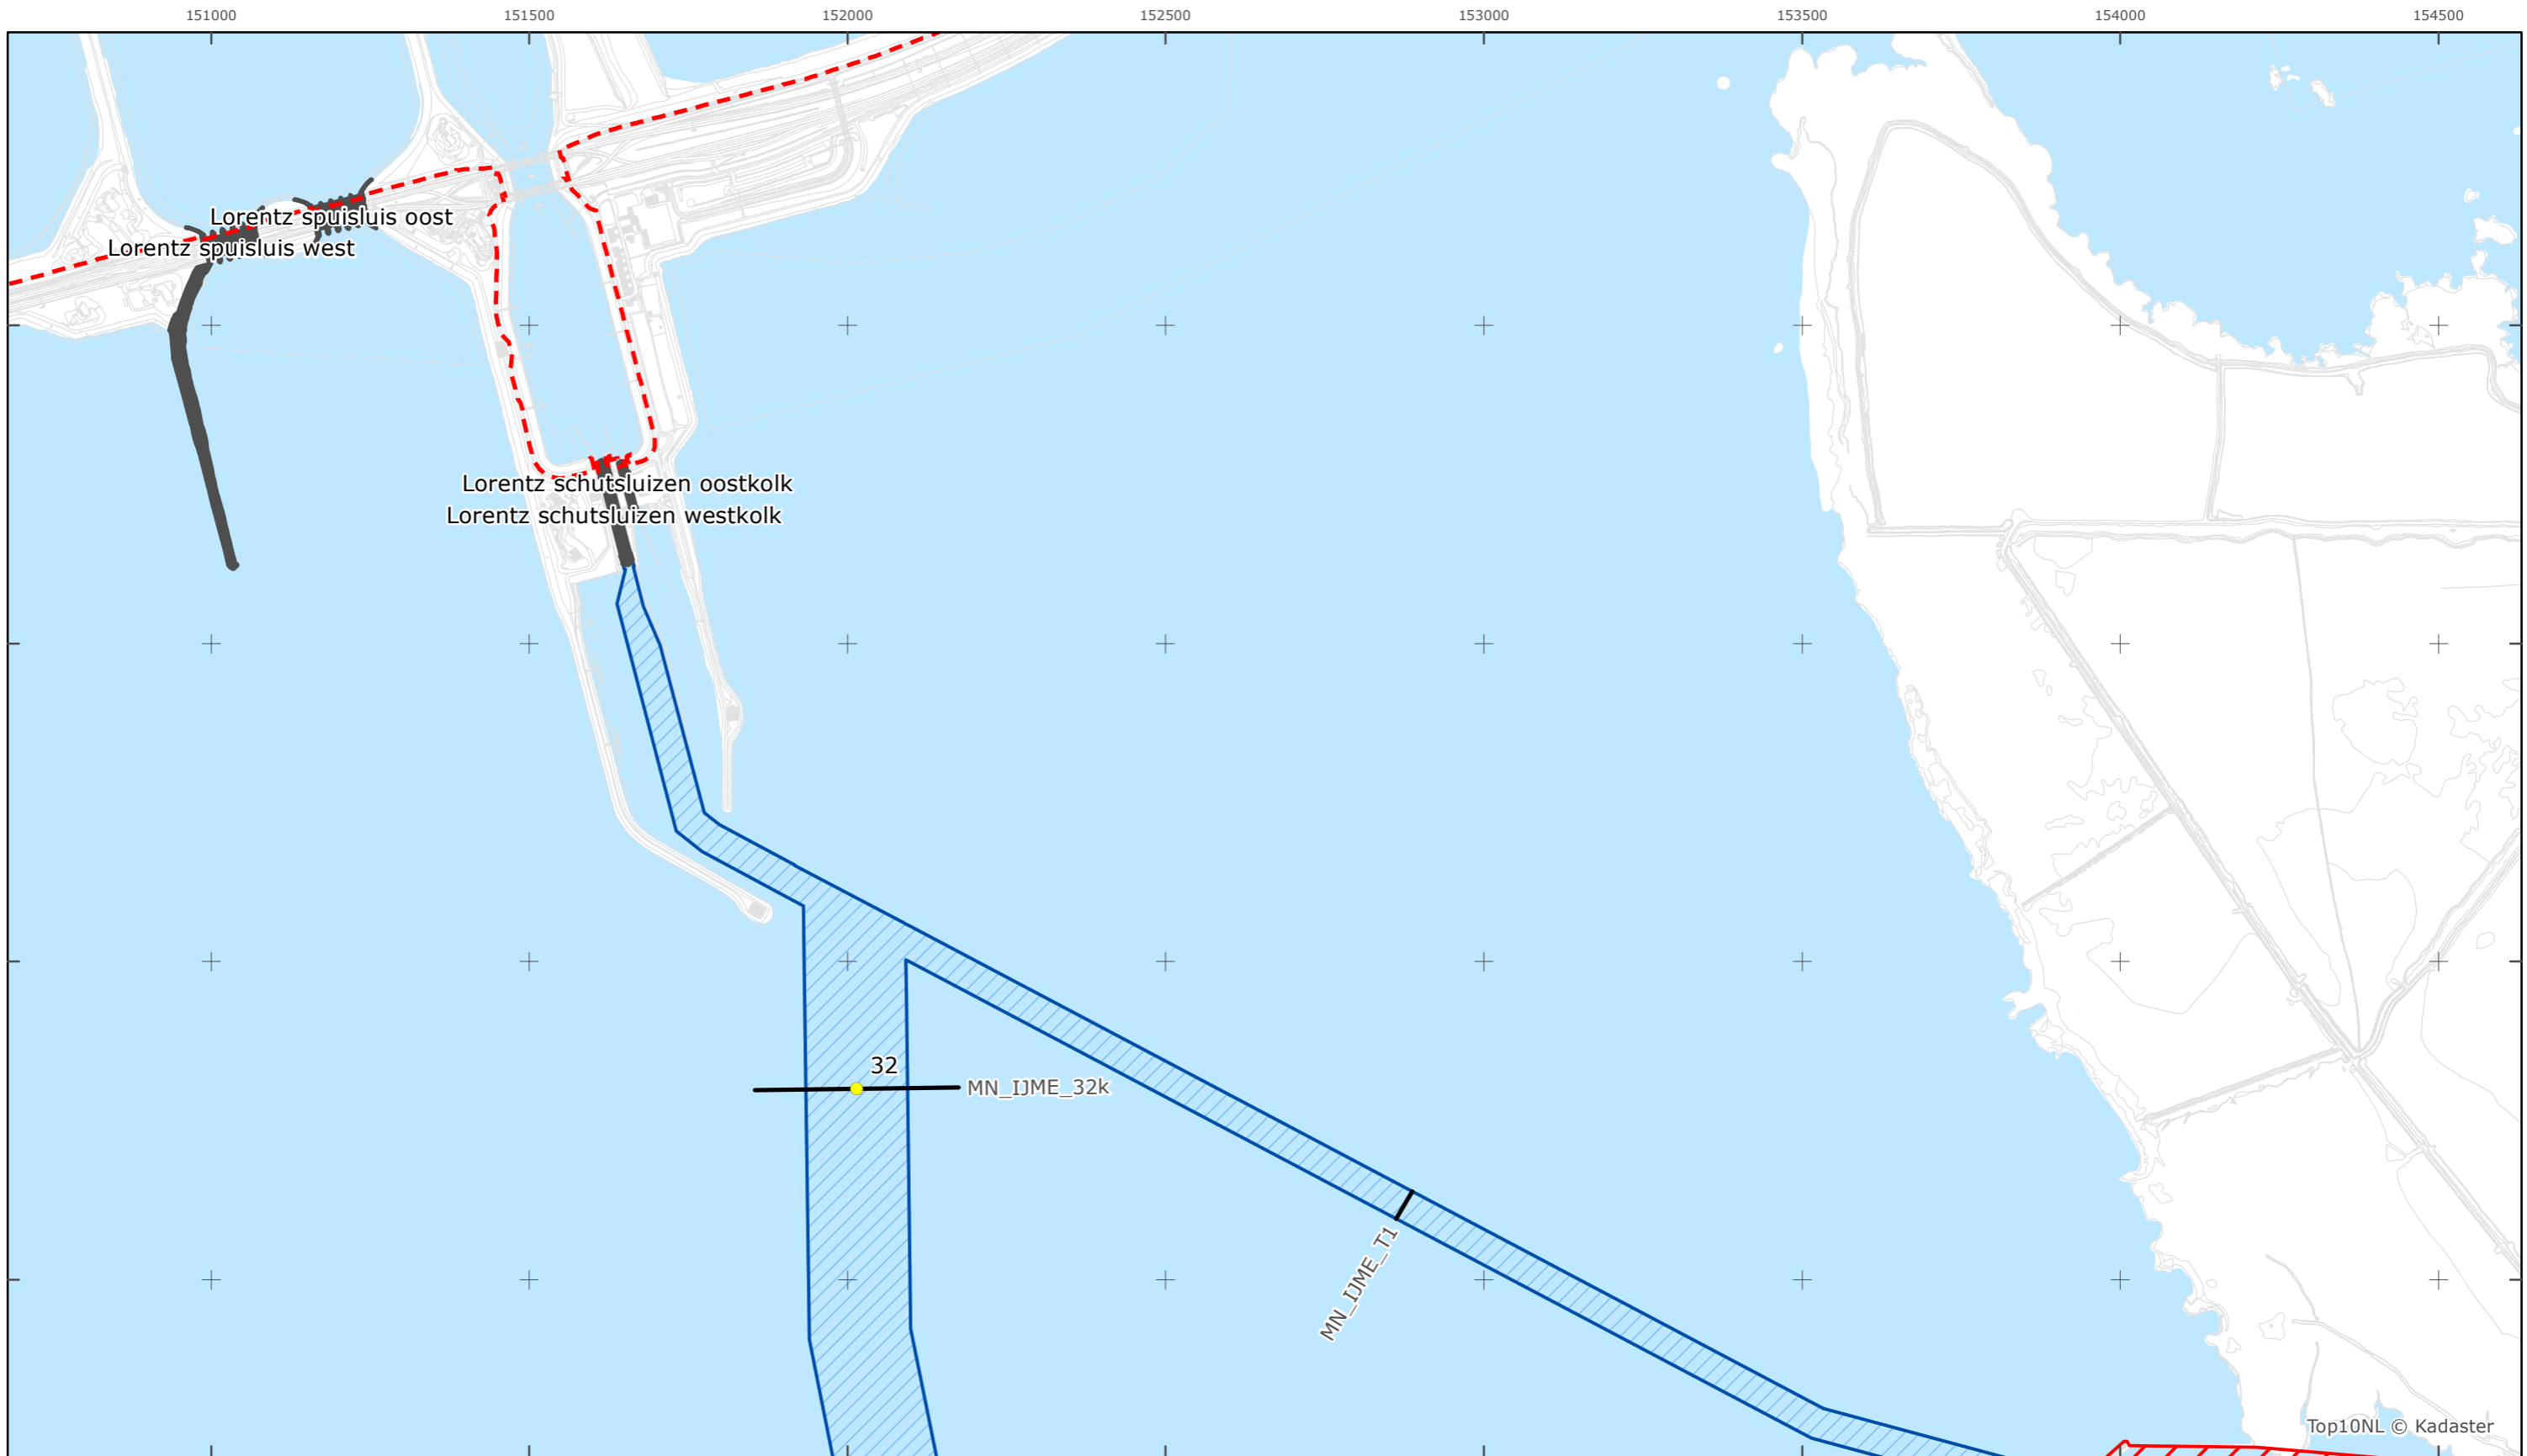 151000 151500 152000 152500 153000 153500 154000 154500
Lorentz spuisluis oost
Lorentz spuisluis west
Lorentz schutsluizen oostkolk
Lorentz schutsluizen westkolk
32
MN_IJME_32k
MN_IJME_T1
Top10NL © Kadaster